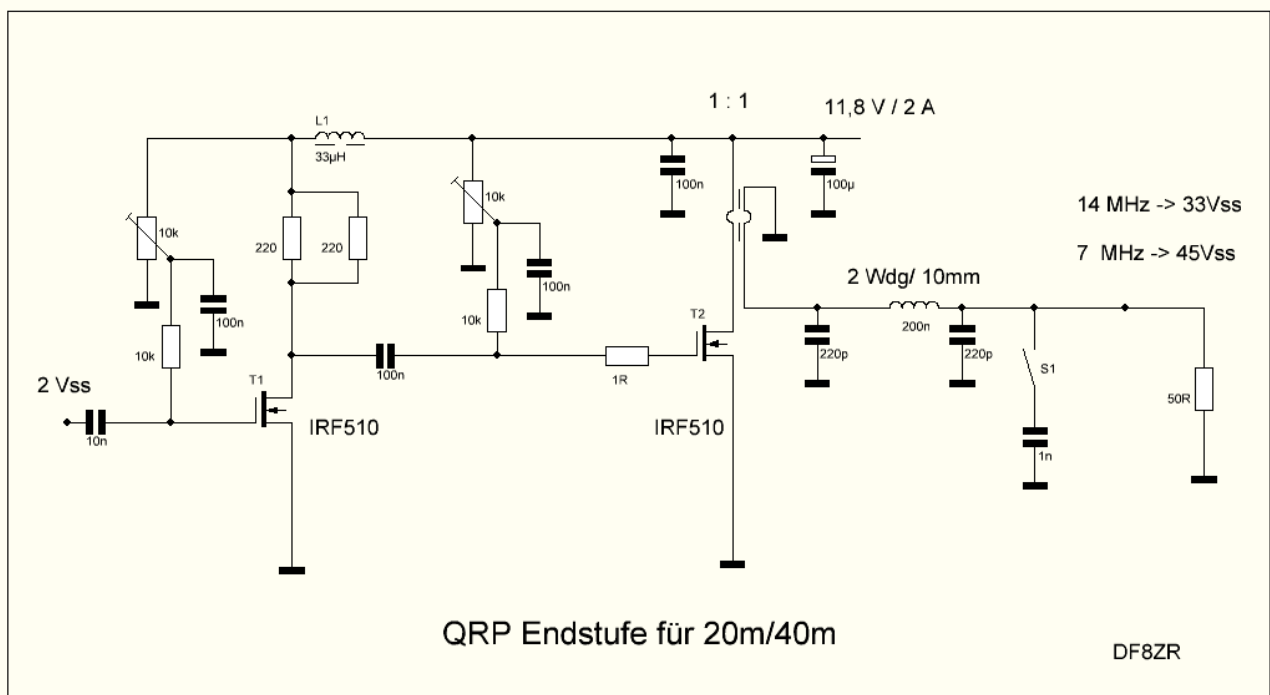 1 : 1
11,8 V / 2 A
L1
33µH
10k
100n
100µ
10k
220
220
14 MHz -> 33Vss
7 MHz -> 45Vss
100n
100n
2 Wdg/ 10mm
10k
10k
T2
200n
220p
220p
2 Vss
T1
100n
1R
S1
50R
10n
IRF510
IRF510
1n
QRP Endstufe für 20m/40m
DF8ZR